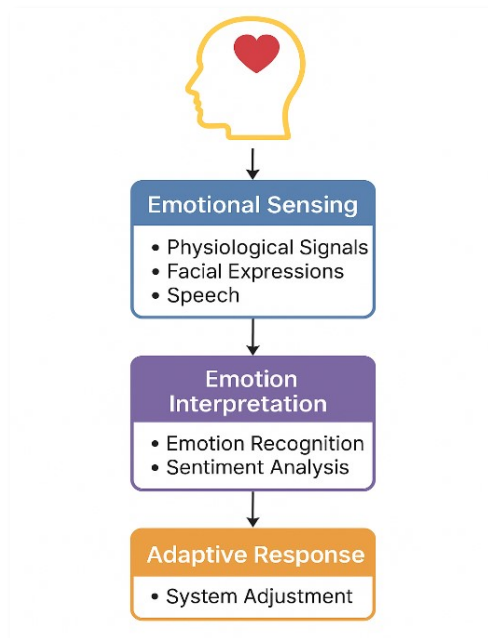 Emotional Sensing
• Physiological Signals
• Facial Expressions
• Speech
Emotion
Interpretation
• Emotion Recognition
• Sentiment Analysis
Adaptive Response
• System Adjustment